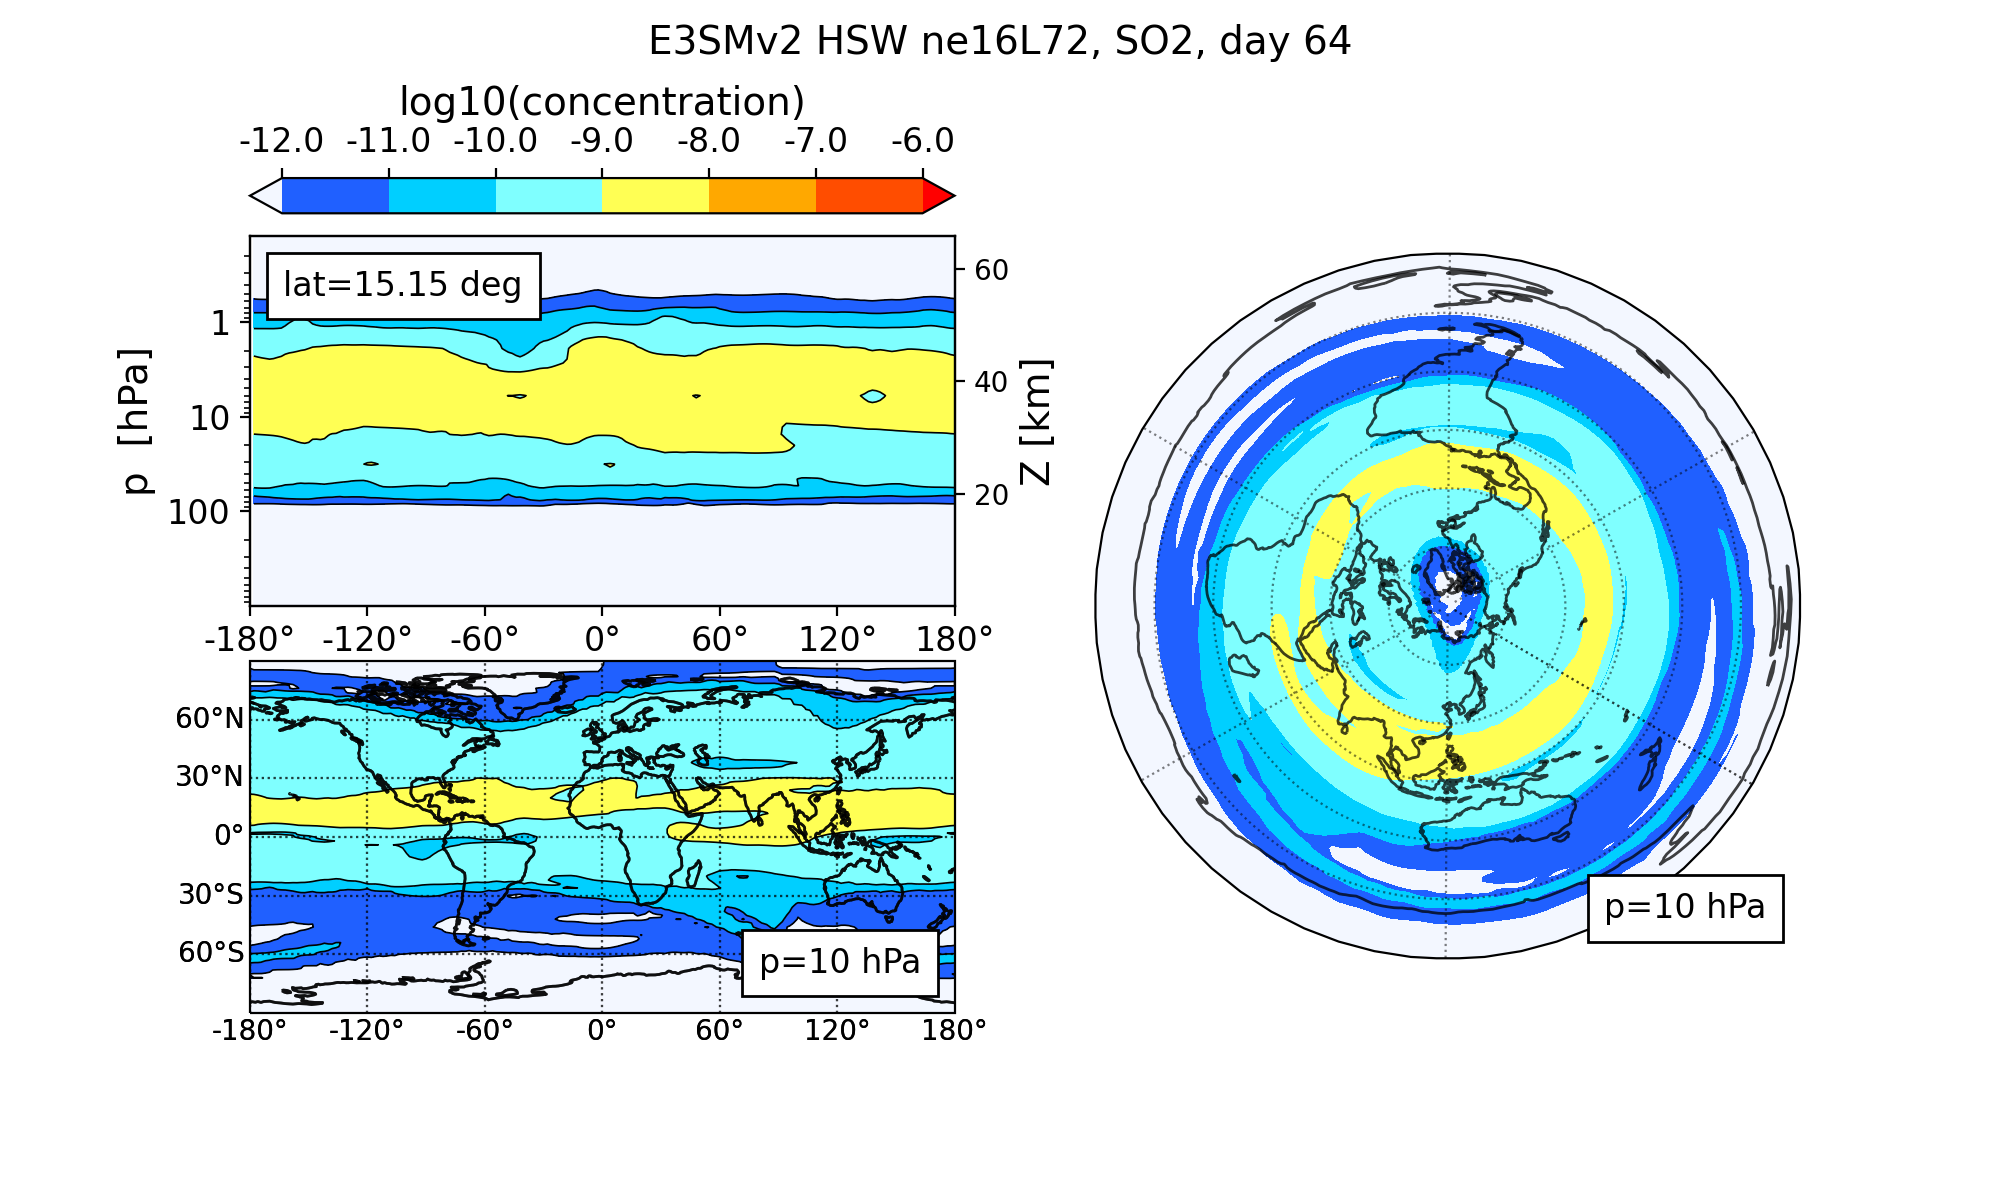 E3SMv2 HSW ne16L72, SO2, day 64
log10(concentration)
-12.0 -11.0 -10.0 -9.0 -8.0 -7.0 -6.0
lat=15.15 deg
p [hPa]
1
10
100
Z [km]
60
40
20
-180° -120° -60° 0° 60° 120° 180°
60°N
30°N
0°
30°S
60°S
p=10 hPa
-180° -120° -60° 0° 60° 120° 180°
p=10 hPa